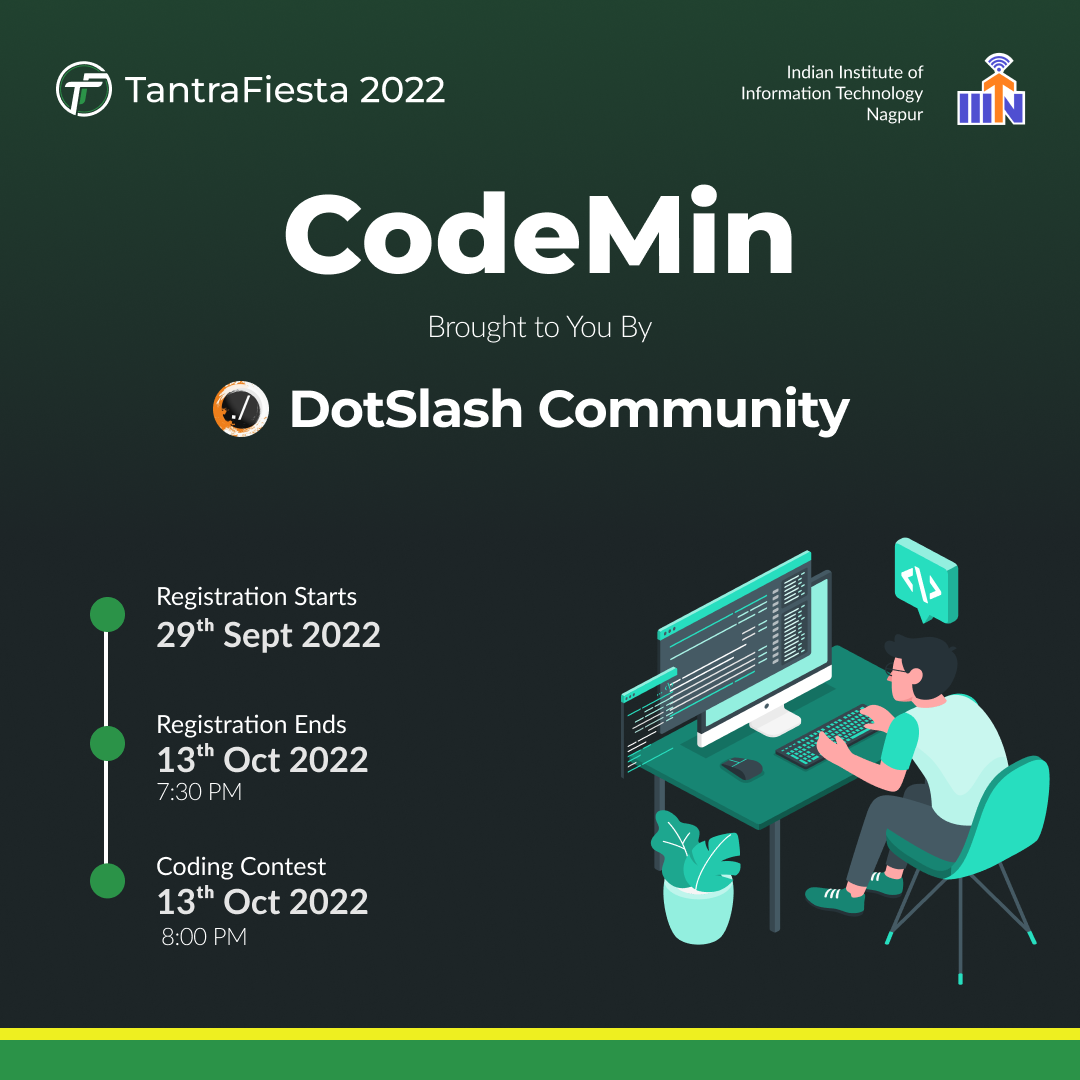 TantraFiesta 2022
Indian Institute of
Information Technology
Nagpur
IIITN
CodeMin
Brought to You By
./
DotSlash Community
Registration Starts
29th Sept 2022
Registration Ends
13th Oct 2022
7:30 PM
Coding Contest
13th Oct 2022
8:00 PM
</>